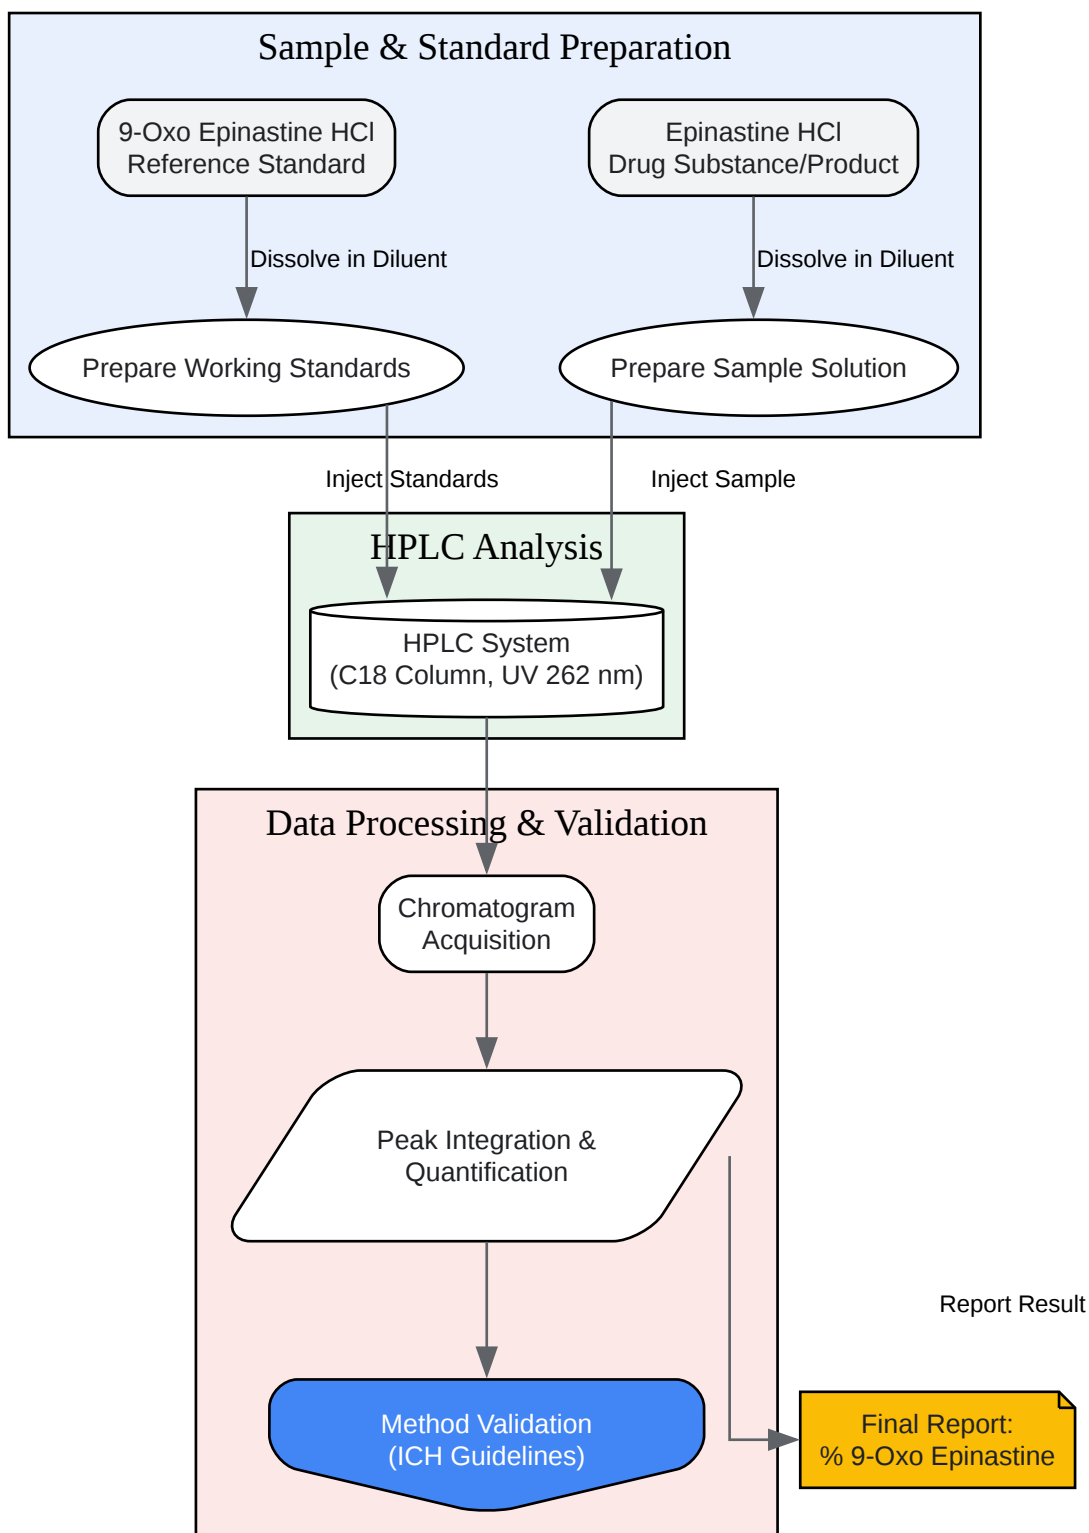 Sample & Standard Preparation
9-Oxo Epinastine HCl
Reference Standard
Epinastine HCl
Drug Substance/Product
Dissolve in Diluent
Dissolve in Diluent
Prepare Working Standards
Prepare Sample Solution
Inject Standards
Inject Sample
HPLC Analysis
HPLC System
(C18 Column, UV 262 nm)
Data Processing & Validation
Chromatogram
Acquisition
Peak Integration &
Quantification
Report Result
Method Validation
(ICH Guidelines)
Final Report:
% 9-Oxo Epinastine